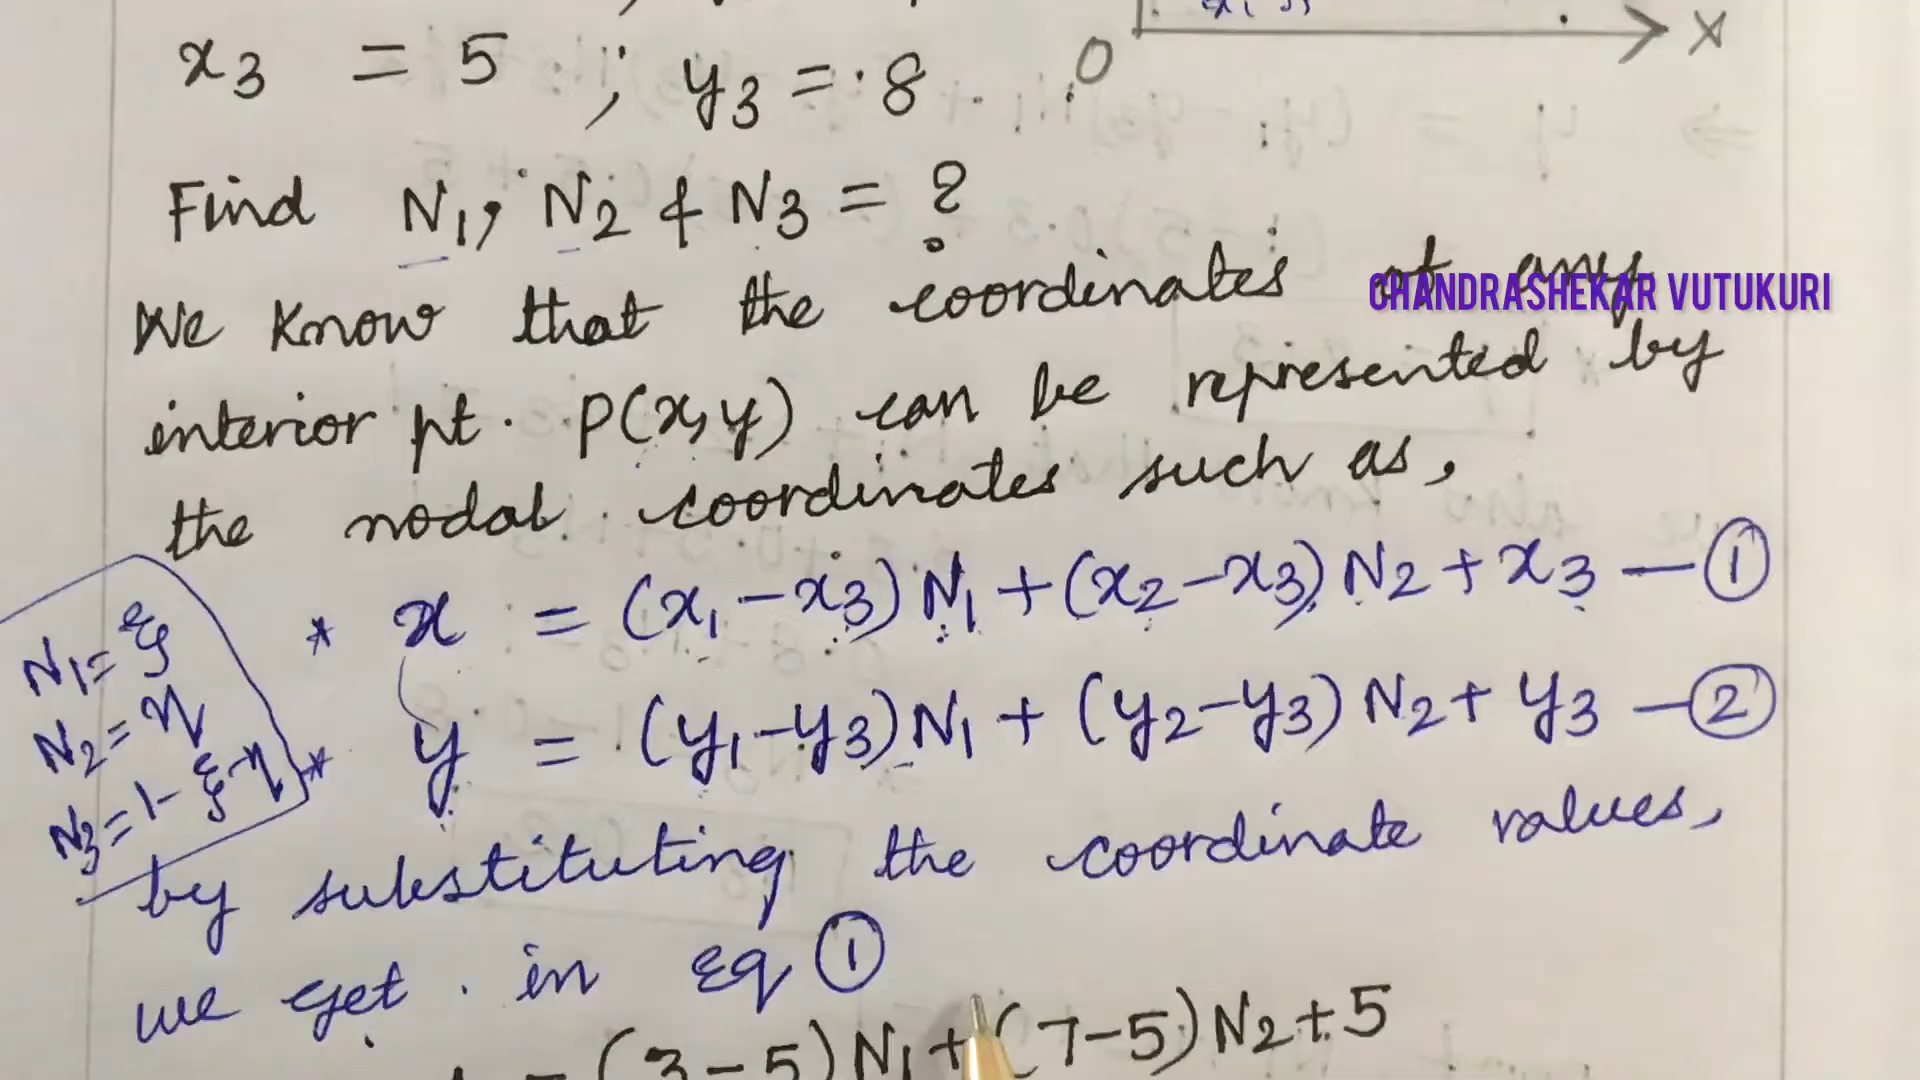 x3 = 5 ; y3 = 8
O X
Find N1, N2 & N3 = ?
We know that the coordinates of any
CHANDRASHEKAR VUTUKURI
interior pt. P(x,y) can be represented by
the nodal coordinates such as,
* x = (x1-x3)N1+(x2-x3)N2+x3 — ①
* y = (y1-y3)N1 + (y2-y3)N2+ y3 — ②
N1 = ξ
N2 = η
N3 = 1-ξ-η
by substituting the coordinate values,
we get in Eq ①
= (3-5)N1+(7-5)N2+5